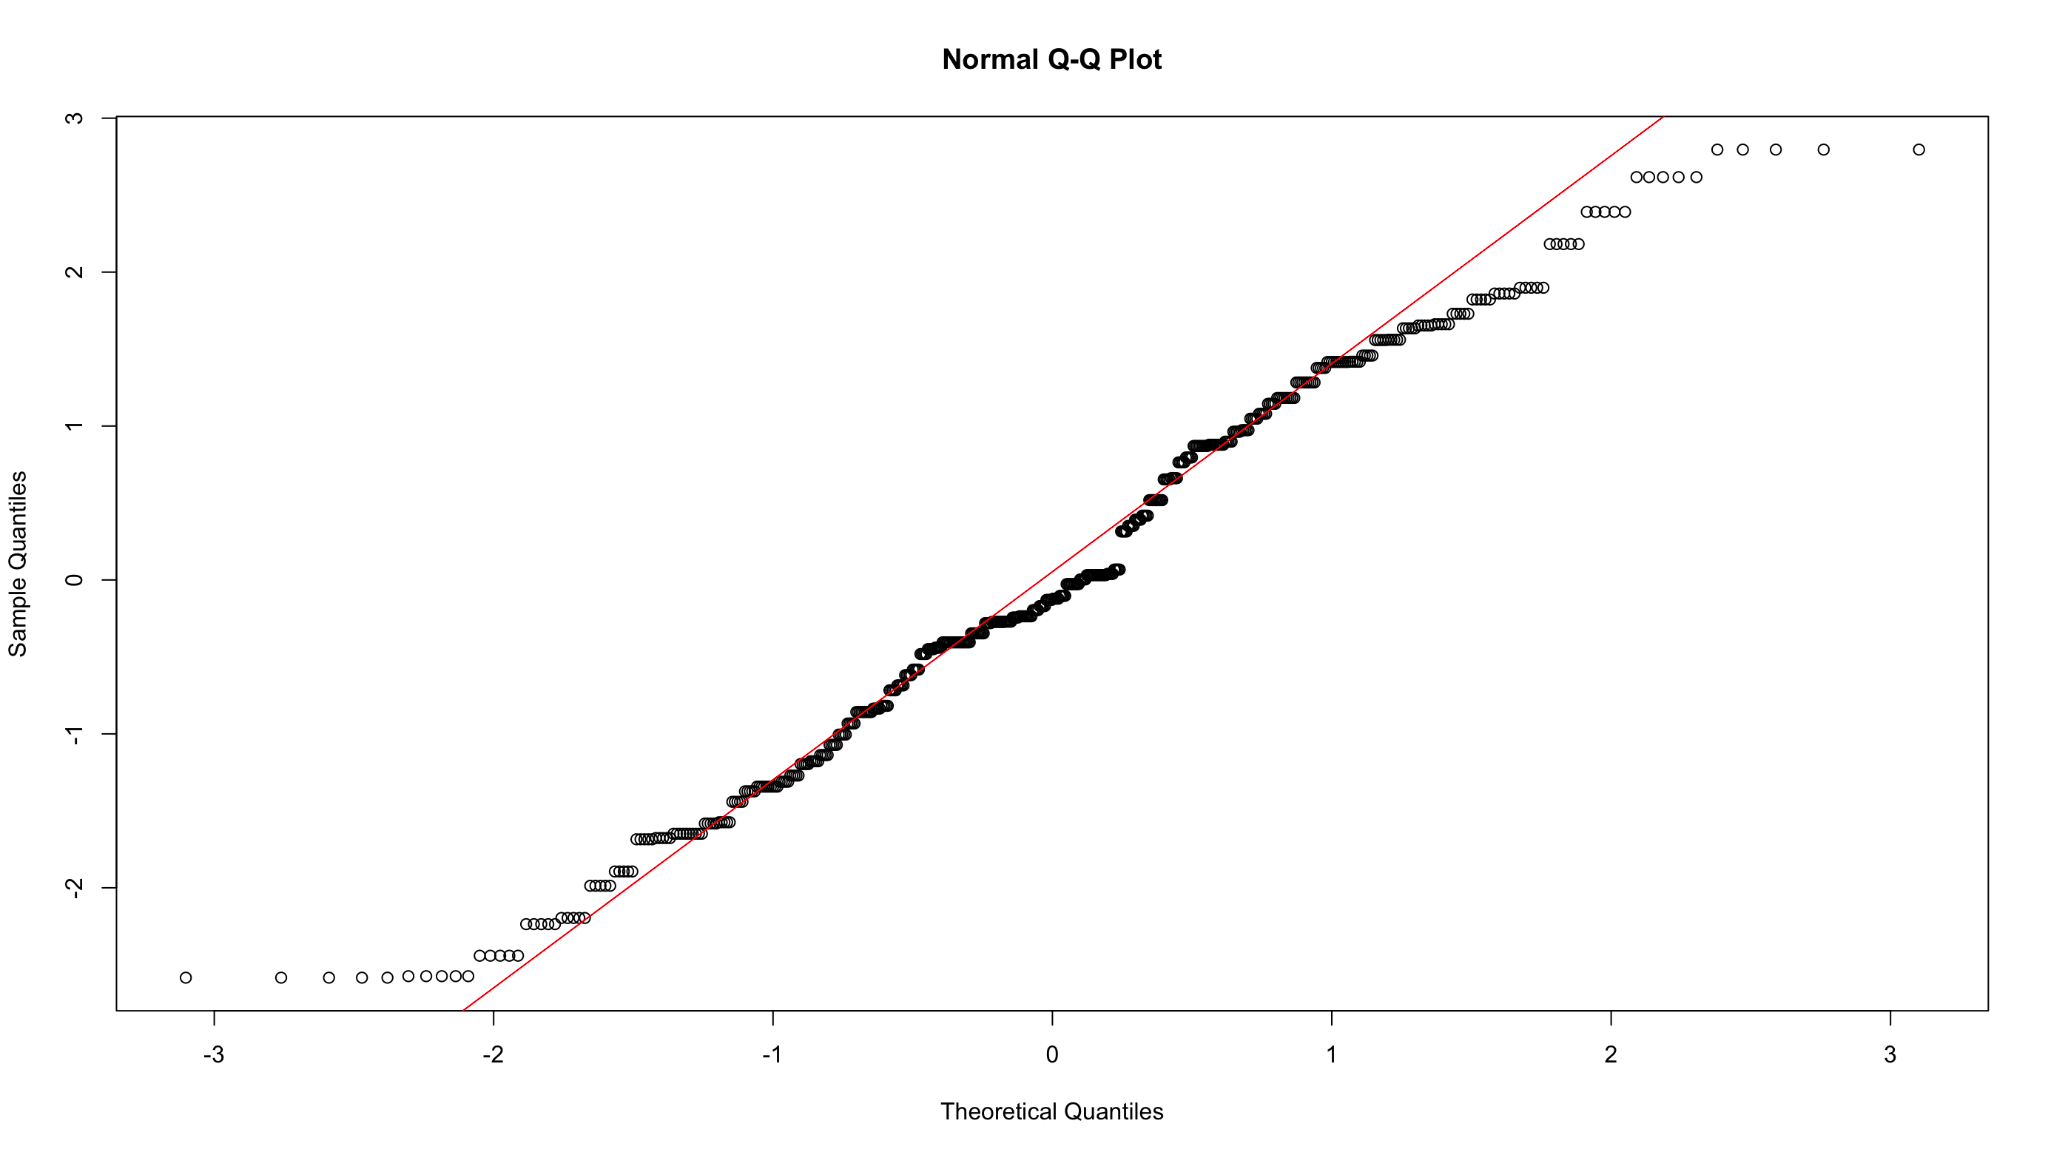 Normal Q-Q Plot
3
2
1
0
-1
-2
Sample Quantiles
-3 -2 -1 0 1 2 3
Theoretical Quantiles